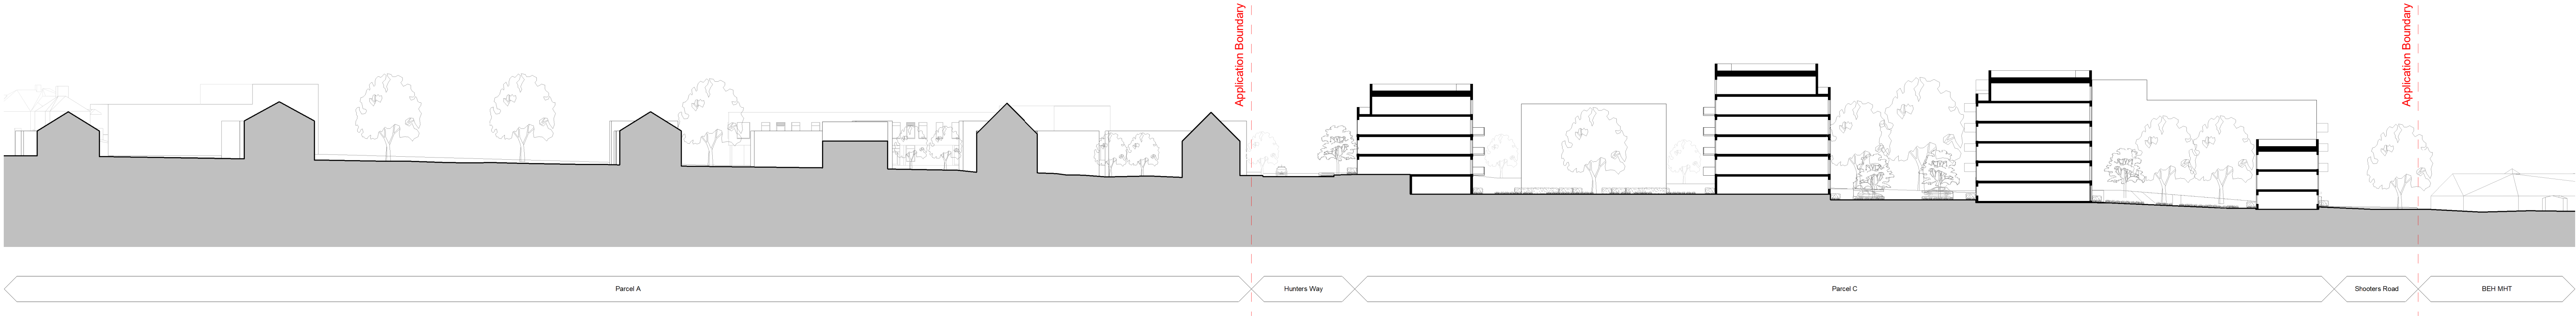 Application Boundary
Application Boundary
Parcel A
Hunters Way
Parcel C
Shooters Road
BEH MHT